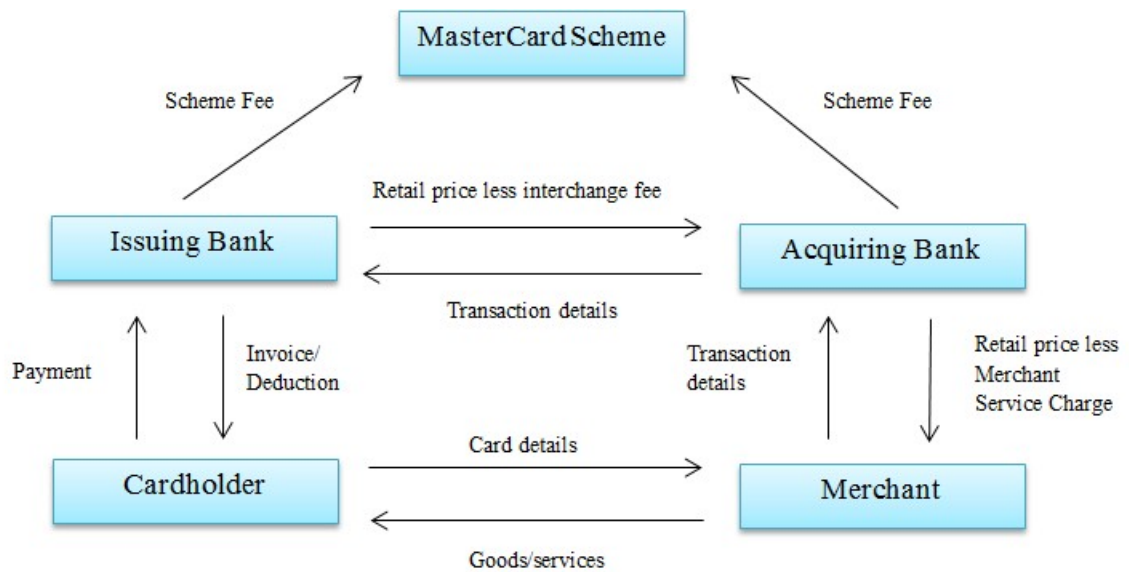 MasterCard Scheme
Scheme Fee
Scheme Fee
Retail price less interchange fee
Issuing Bank
Acquiring Bank
Transaction details
Payment
Invoice/
Deduction
Transaction
details
Retail price less
Merchant
Service Charge
Card details
Cardholder
Merchant
Goods/services